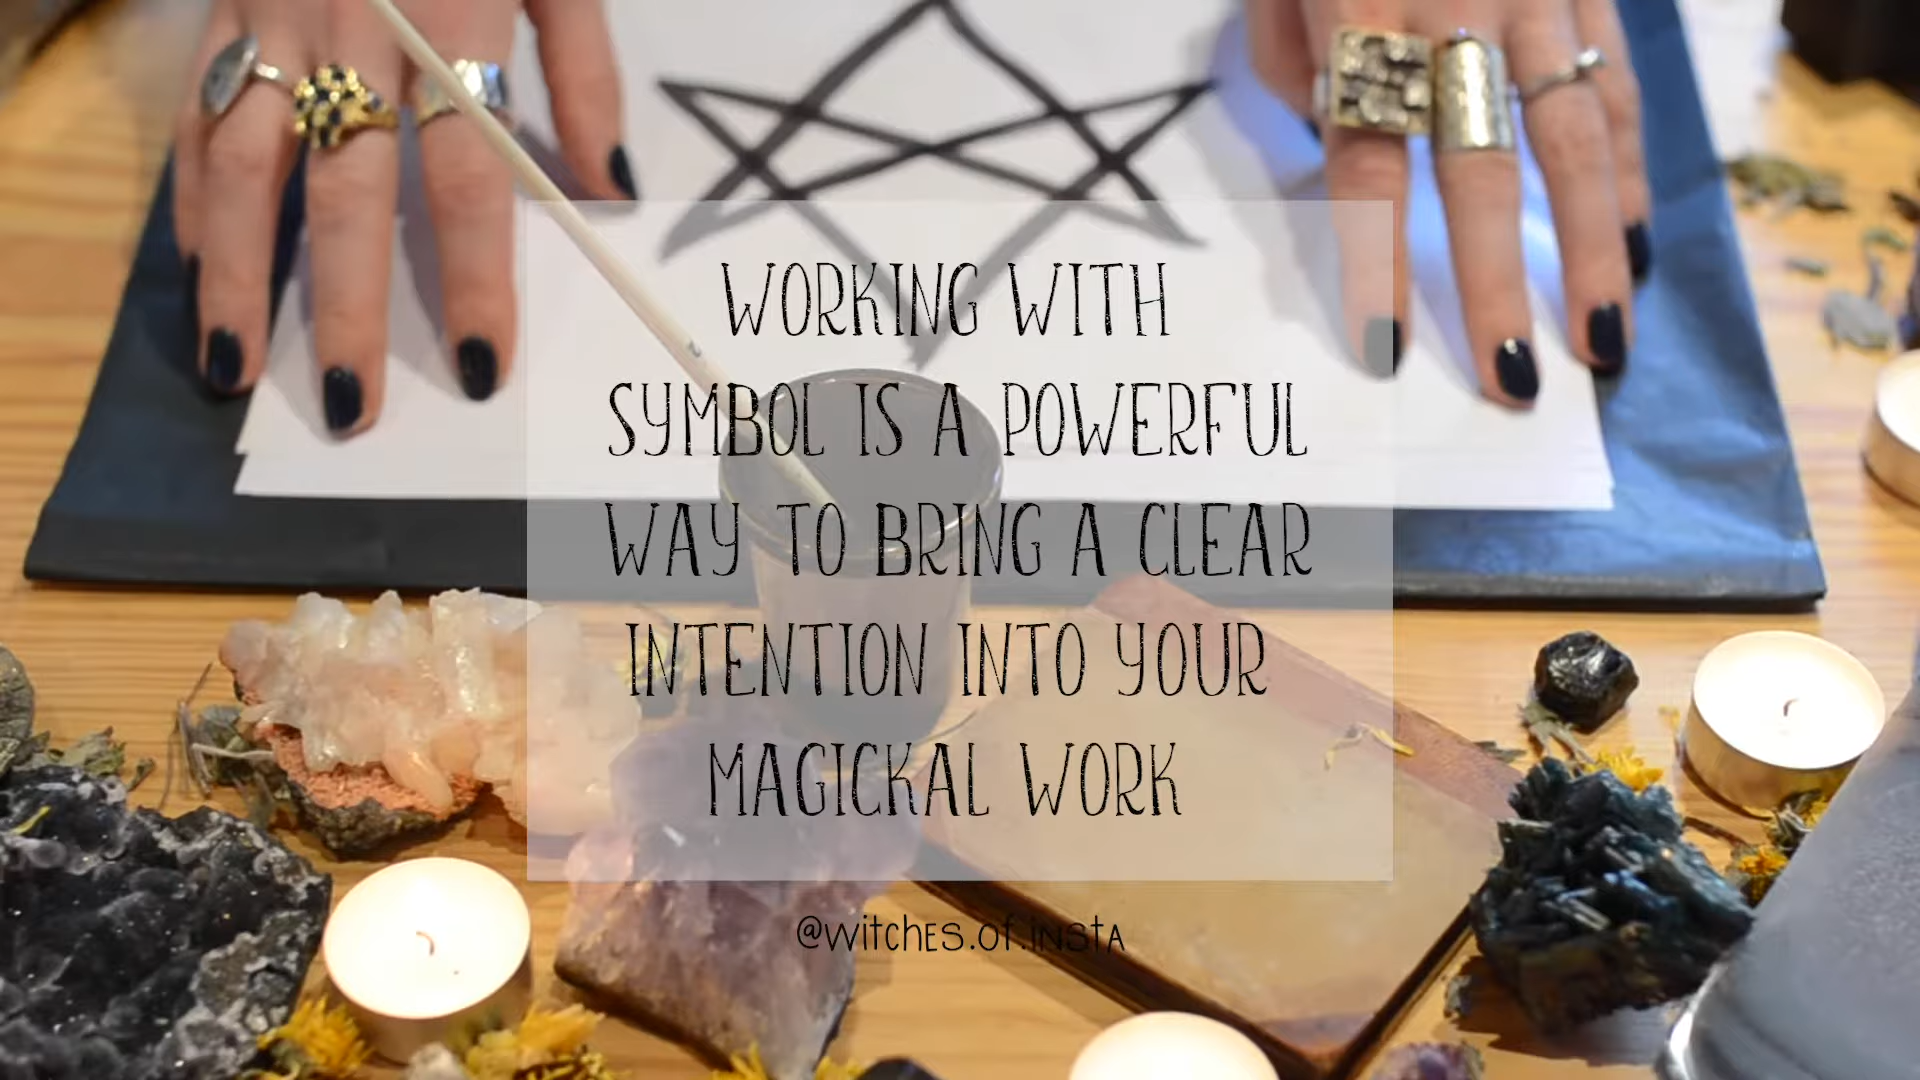 WORKING WITH
SYMBOL IS A POWERFUL
WAY TO BRING A CLEAR
INTENTION INTO YOUR
MAGICKAL WORK
@witches.of.insta